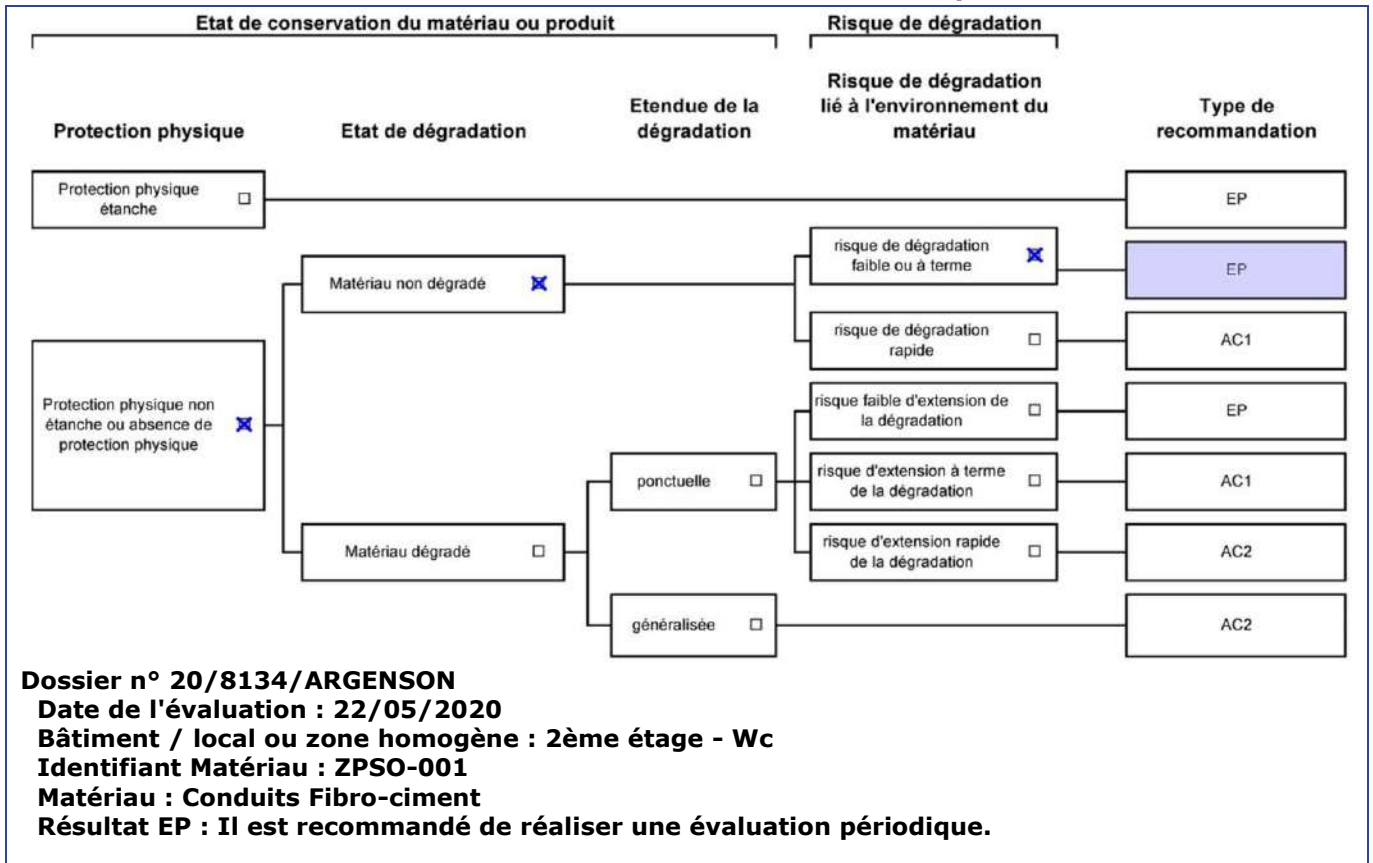 Etat de conservation du matériau ou produit
Risque de dégradation
Protection physique
Etat de dégradation
Etendue de la
dégradation
Risque de dégradation
lié à l'environnement du
matériau
Type de
recommandation
Protection physique
étanche
EP
risque de dégradation
faible ou à terme
EP
Matériau non dégradé
risque de dégradation
rapide
AC1
Protection physique non
étanche ou absence de
protection physique
risque faible d'extension de
la dégradation
EP
ponctuelle
risque d'extension à terme
de la dégradation
AC1
Matériau dégradé
risque d'extension rapide
de la dégradation
AC2
généralisée
AC2
Dossier n° 20/8134/ARGENSON
Date de l'évaluation : 22/05/2020
Bâtiment / local ou zone homogène : 2ème étage - Wc
Identifiant Matériau : ZPSO-001
Matériau : Conduits Fibro-ciment
Résultat EP : Il est recommandé de réaliser une évaluation périodique.